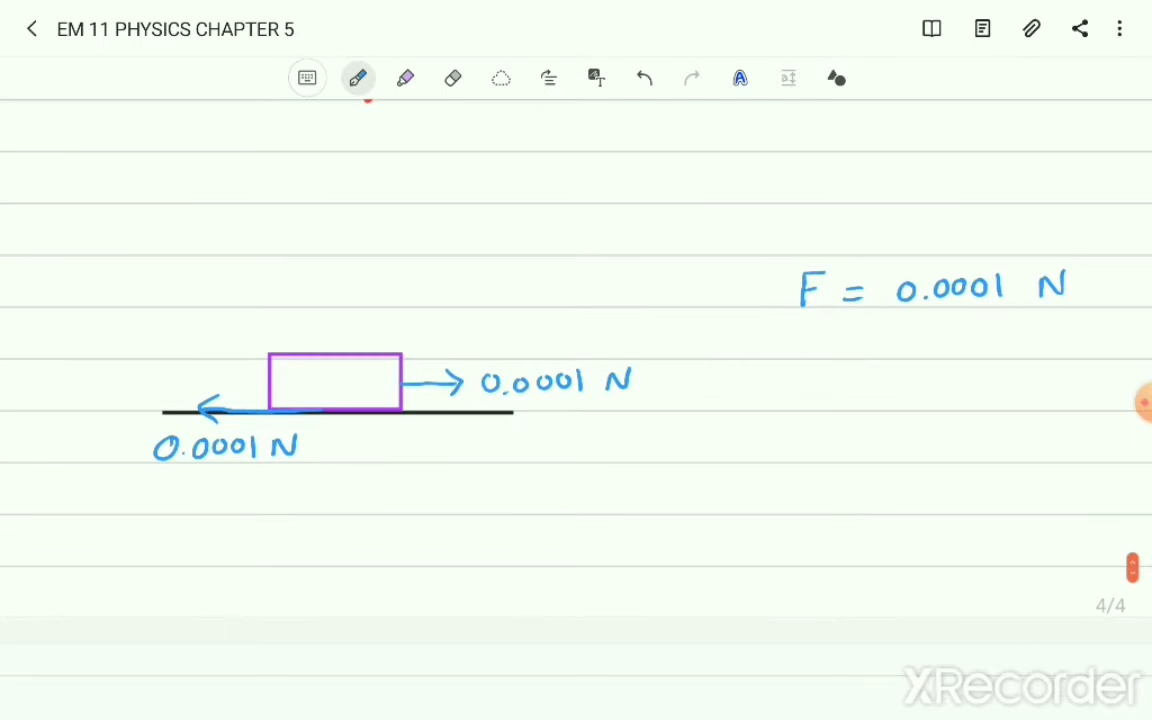 EM 11 PHYSICS CHAPTER 5
F = 0.0001 N
0.0001 N
0.0001 N
4/4
XRecorder